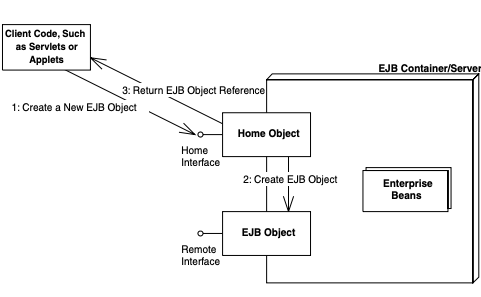 Client Code, Such
as Servlets or
Applets
EJB Container/Server
3: Return EJB Object Reference
1: Create a New EJB Object
Home Object
Home
Interface
2: Create EJB Object
Enterprise
Beans
EJB Object
Remote
Interface